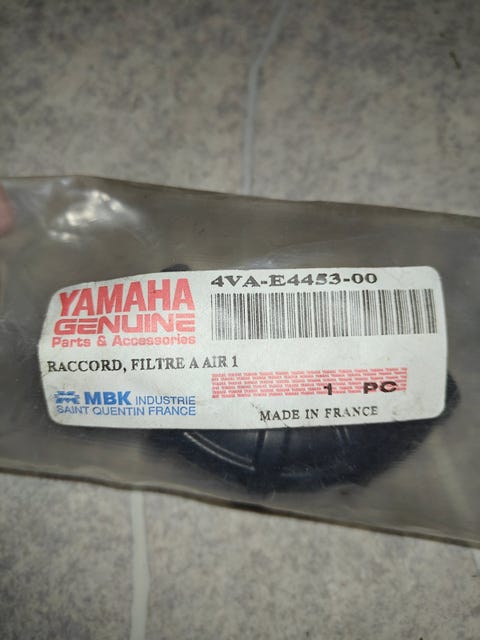 4VA-E4453-00
YAMAHA
GENUINE
Parts & Accessories
RACCORD, FILTRE A AIR 1
1 PC
MBK INDUSTRIE
SAINT QUENTIN FRANCE
MADE IN FRANCE